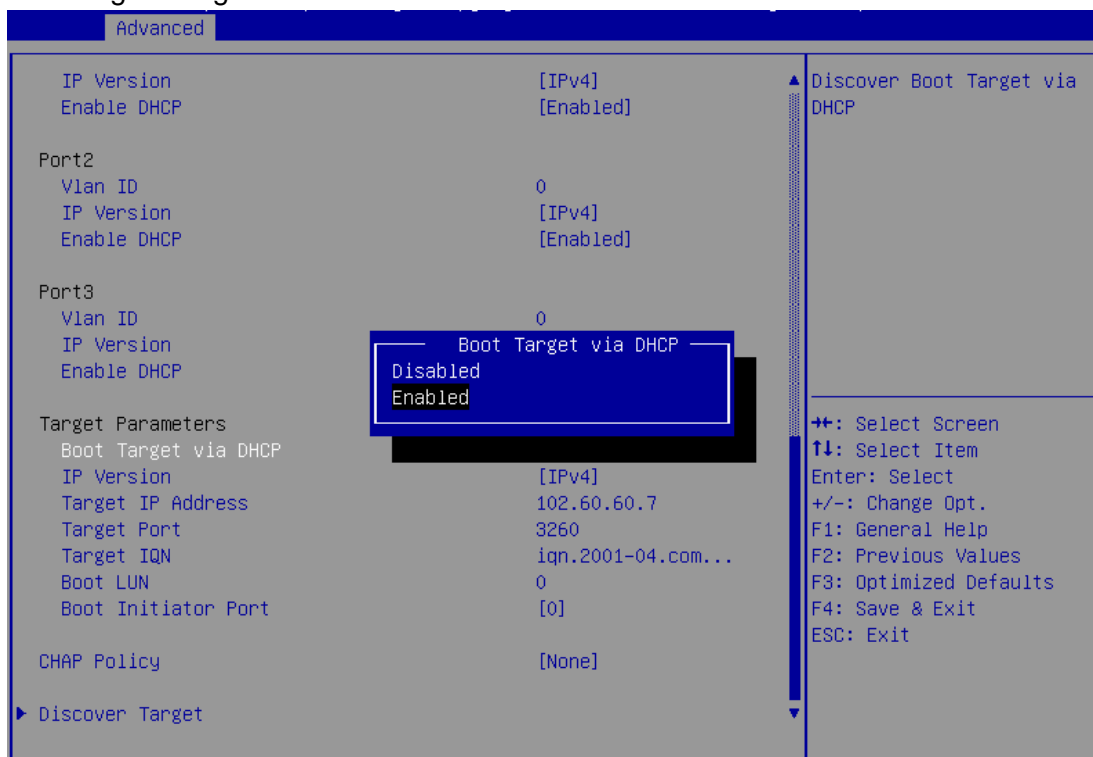 Advanced
IP Version [IPv4]
Enable DHCP [Enabled]
Port2
Vlan ID 0
IP Version [IPv4]
Enable DHCP [Enabled]
Port3
Vlan ID 0
IP Version
Enable DHCP
Boot Target via DHCP
Disabled
Enabled
Target Parameters
Boot Target via DHCP
IP Version [IPv4]
Target IP Address 102.60.60.7
Target Port 3260
Target IQN iqn.2001-04.com...
Boot LUN 0
Boot Initiator Port [0]
CHAP Policy [None]
Discover Target
Discover Boot Target via
DHCP
→←: Select Screen
↑↓: Select Item
Enter: Select
+/-: Change Opt.
F1: General Help
F2: Previous Values
F3: Optimized Defaults
F4: Save & Exit
ESC: Exit